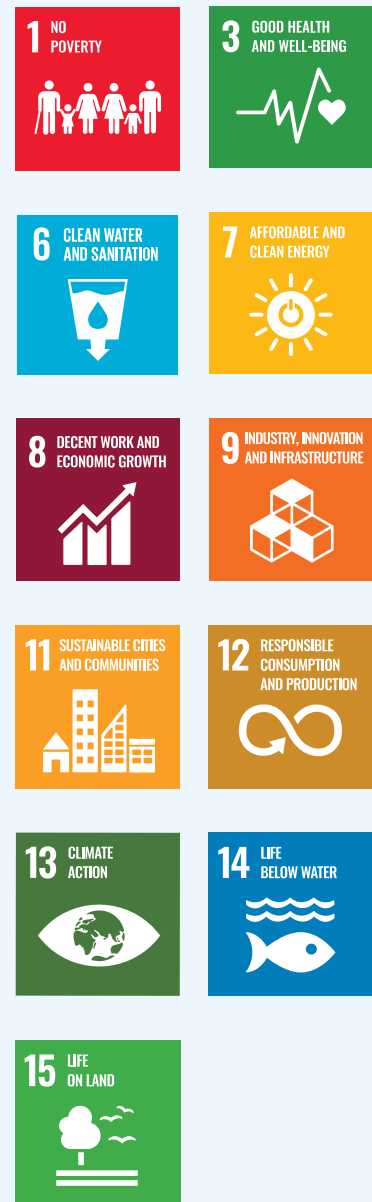 1 NO
POVERTY
3 GOOD HEALTH
AND WELL-BEING
6 CLEAN WATER
AND SANITATION
7 AFFORDABLE AND
CLEAN ENERGY
8 DECENT WORK AND
ECONOMIC GROWTH
9 INDUSTRY, INNOVATION
AND INFRASTRUCTURE
11 SUSTAINABLE CITIES
AND COMMUNITIES
12 RESPONSIBLE
CONSUMPTION
AND PRODUCTION
13 CLIMATE
ACTION
14 LIFE
BELOW WATER
15 LIFE
ON LAND